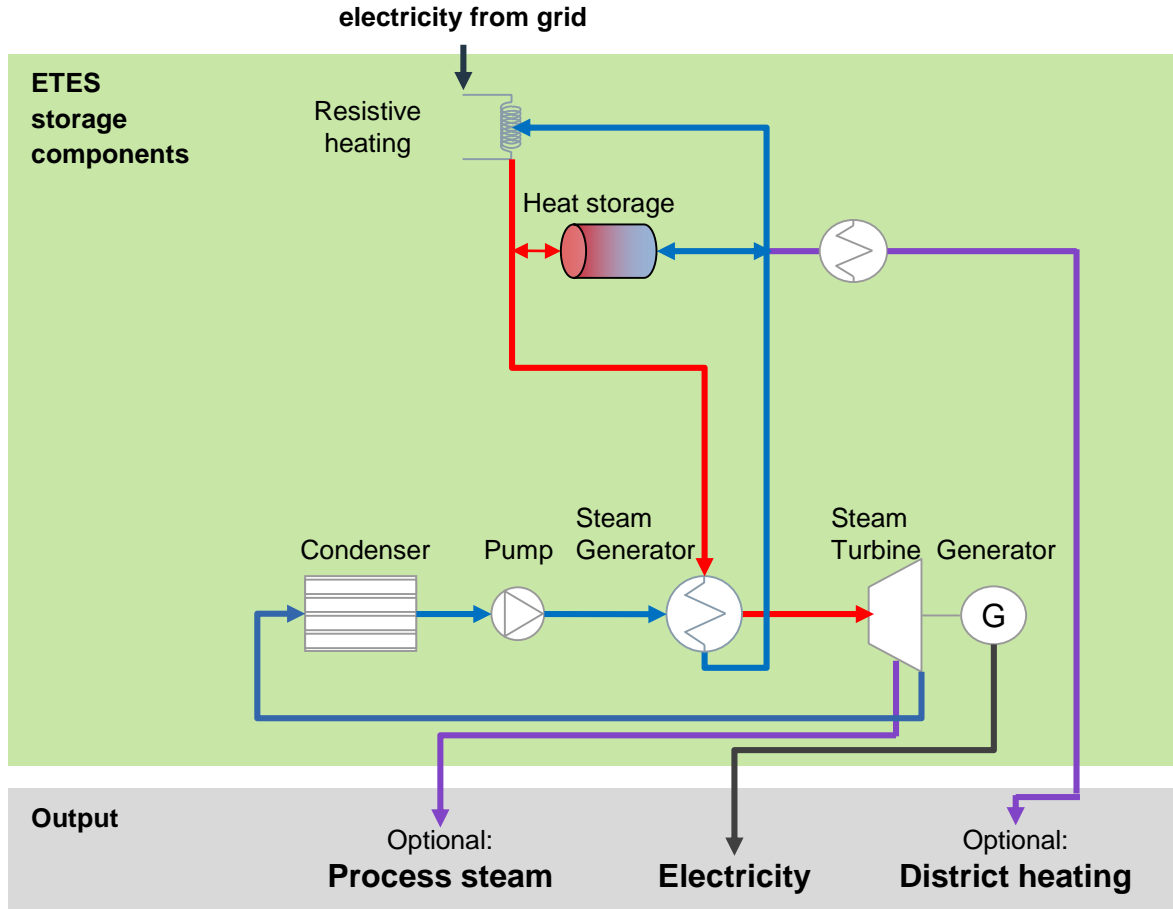 electricity from grid
ETES
storage
components
Resistive
heating
Heat storage
Condenser
Pump
Steam
Generator
Steam
Turbine
Generator
G
Output
Optional:
Process steam
Electricity
Optional:
District heating